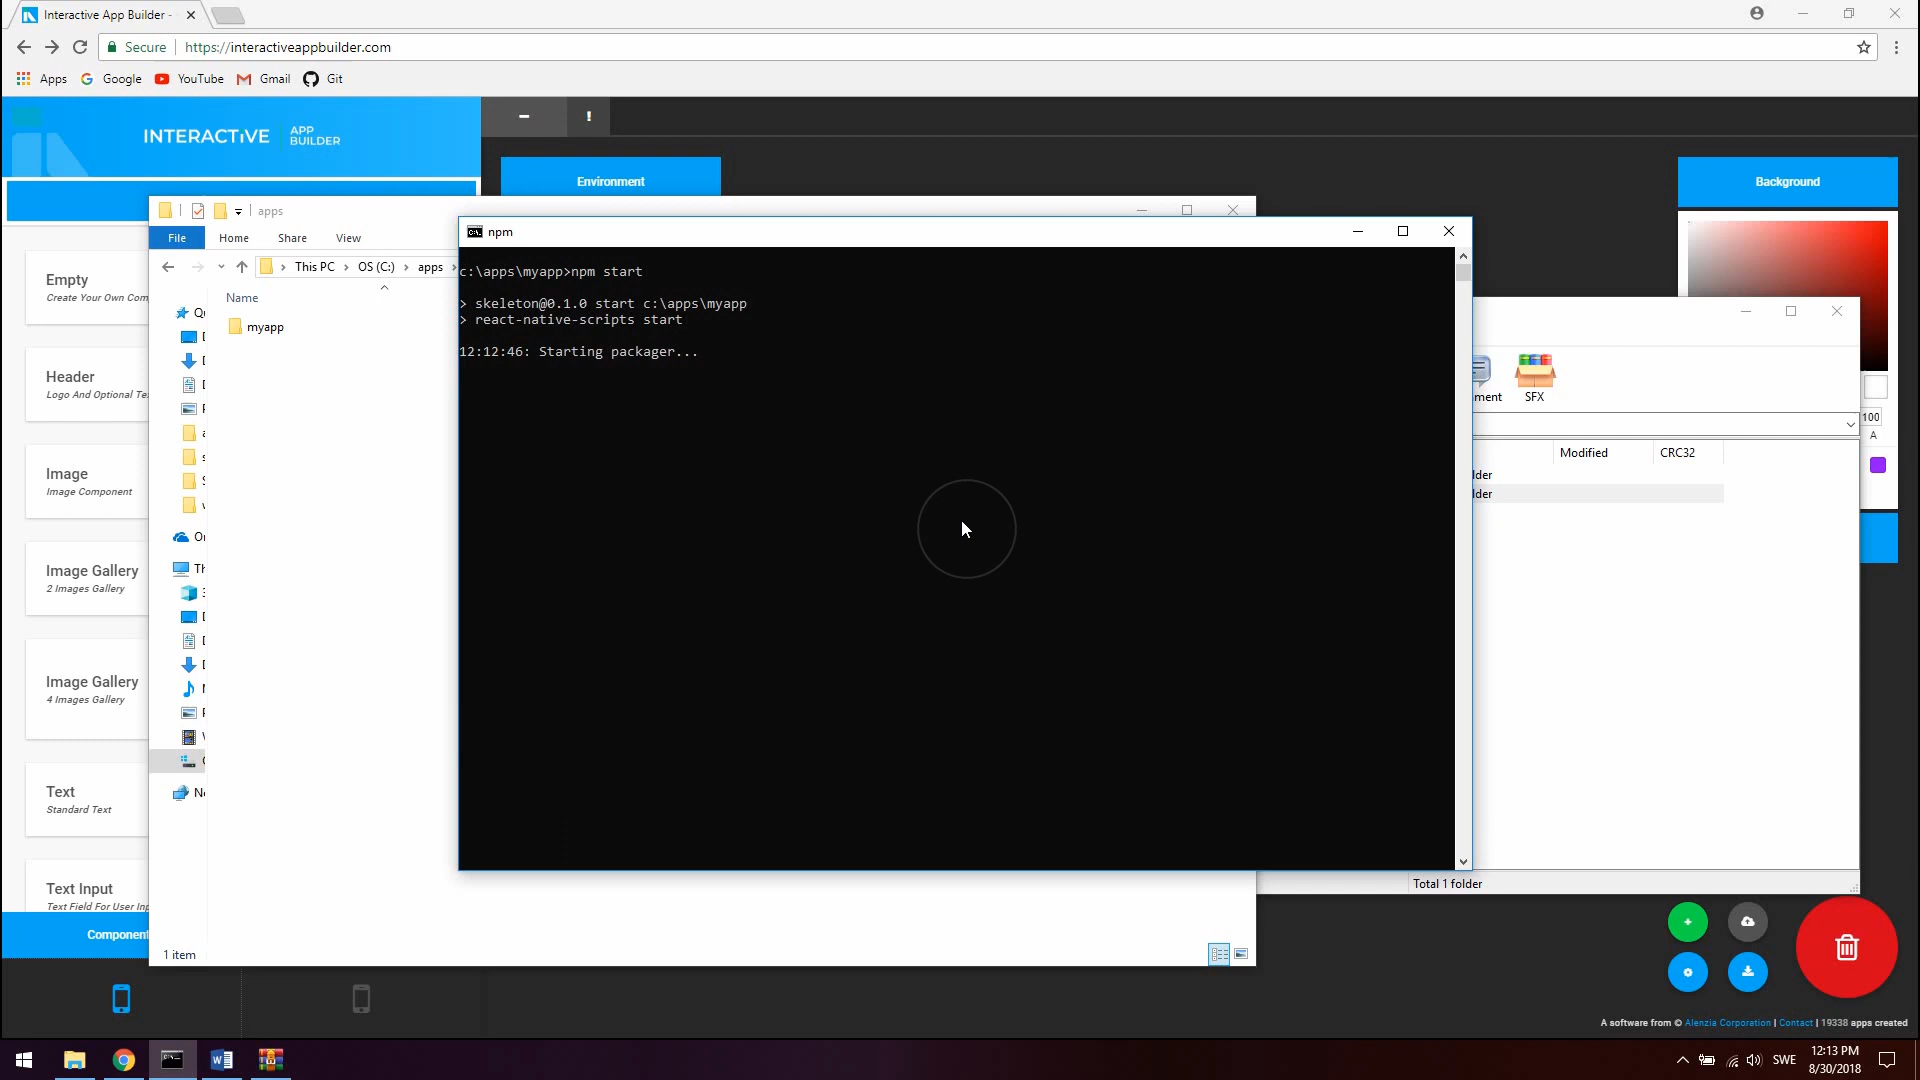 Interactive App Builder -
Secure
https://interactiveappbuilder.com
Apps
Google
YouTube
Gmail
Git
INTERACTiVE
APP
BUILDER
-
!
Environment
Background
apps
File
Home
Share
View
This PC
OS (C:)
apps
Name
myapp
1 item
npm
c:\apps\myapp>npm start
> skeleton@0.1.0 start c:\apps\myapp
> react-native-scripts start
12:12:46: Starting packager...
Empty
Create Your Own Com
Header
Logo And Optional Te
Image
Image Component
Image Gallery
2 Images Gallery
Image Gallery
4 Images Gallery
Text
Standard Text
Text Input
Text Field For User Inp
Component
ment
SFX
100
A
Modified
CRC32
lder
lder
Total 1 folder
A software from © Alenzia Corporation | Contact | 19338 apps created
SWE
12:13 PM
8/30/2018